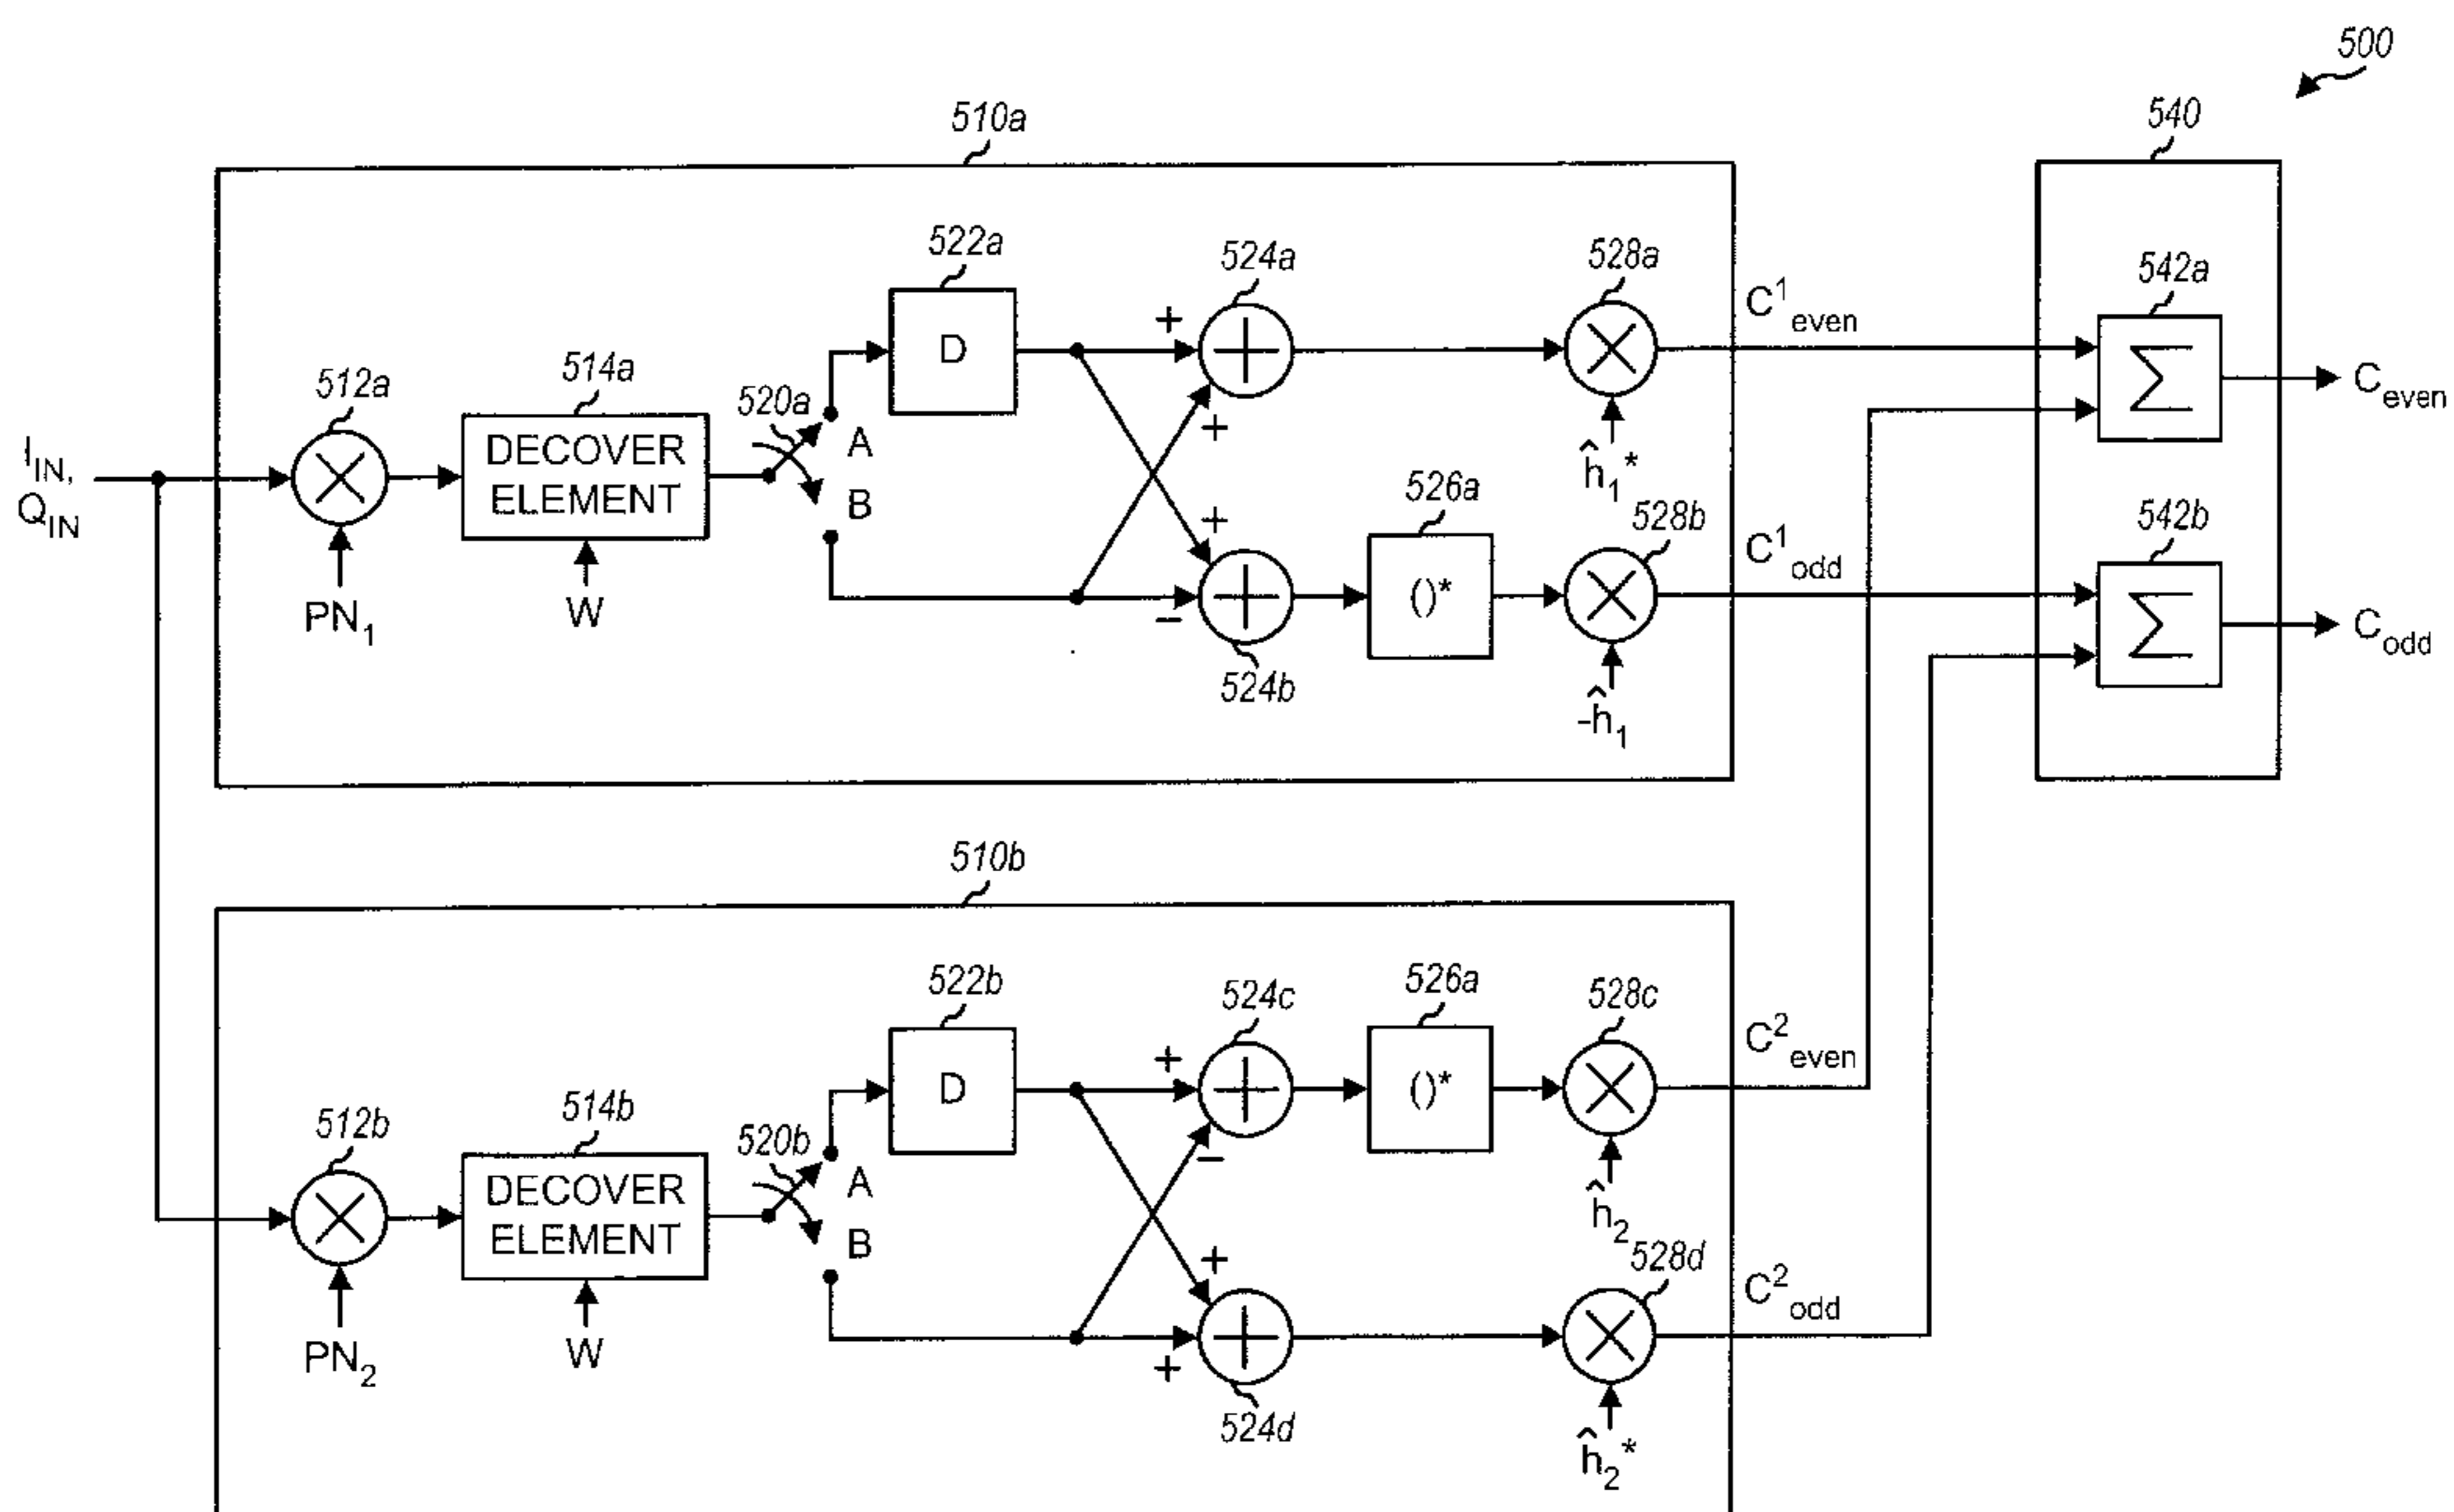 500
510a
540
522a
524a
528a
C¹even
542a
512a
514a
520a
D
+
+
Σ
Ceven
DECOVER
ELEMENT
A
B
ĥ₁*
IIN,
QIN
526a
528b
C¹odd
542b
+
()*
PN₁
W
–
Σ
Codd
524b
-ĥ₁
510b
522b
524c
526a
528c
C²even
512b
514b
520b
D
+
–
()*
DECOVER
ELEMENT
A
B
ĥ₂
528d
C²odd
+
+
PN₂
W
524d
ĥ₂*